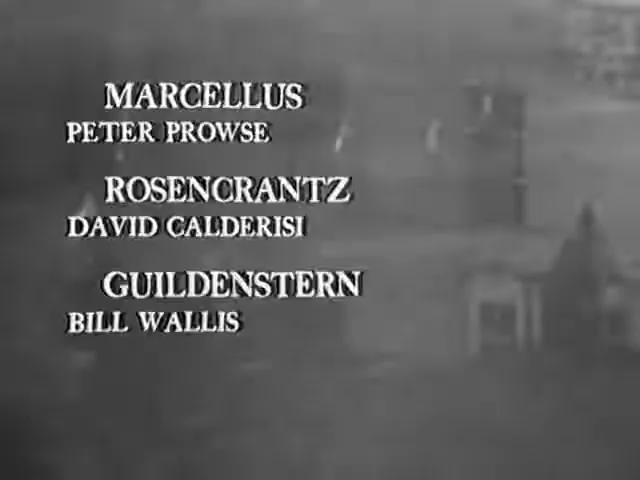 MARCELLUS
PETER PROWSE
ROSENCRANTZ
DAVID CALDERISI
GUILDENSTERN
BILL WALLIS